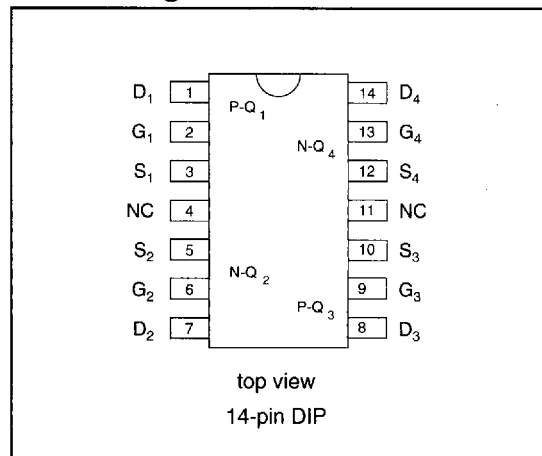 D₁ 1 14 D₄
P-Q₁
G₁ 2 13 G₄
N-Q₄
S₁ 3 12 S₄
NC 4 11 NC
S₂ 5 10 S₃
N-Q₂
G₂ 6 9 G₃
P-Q₃
D₂ 7 8 D₃
top view
14-pin DIP